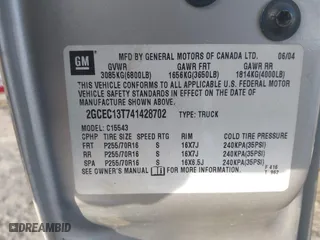 GM
MFD BY GENERAL MOTORS OF CANADA LTD. 06/04
GVWR GAWR FRT GAWR RR
3085KG(6800LB) 1656KG(3650LB) 1814KG(4000LB)
THIS VEHICLE CONFORMS TO ALL APPLICABLE U.S. FEDERAL MOTOR
VEHICLE SAFETY STANDARDS IN EFFECT ON THE DATE OF
MANUFACTURE SHOWN ABOVE.
2GCEC13T741428702 TYPE: TRUCK
MODEL: C15543
CPHPC TIRE SIZE SPEED RTG RIM COLD TIRE PRESSURE
FRT P255/70R16 S 16X7J 240KPA(35PSI)
RR P255/70R16 S 16X7J 240KPA(35PSI)
SPA P255/70R16 S 16X6.5J 240KPA(35PSI)
SEE OWNER'S MANUAL FOR ADDITIONAL INFORMATION